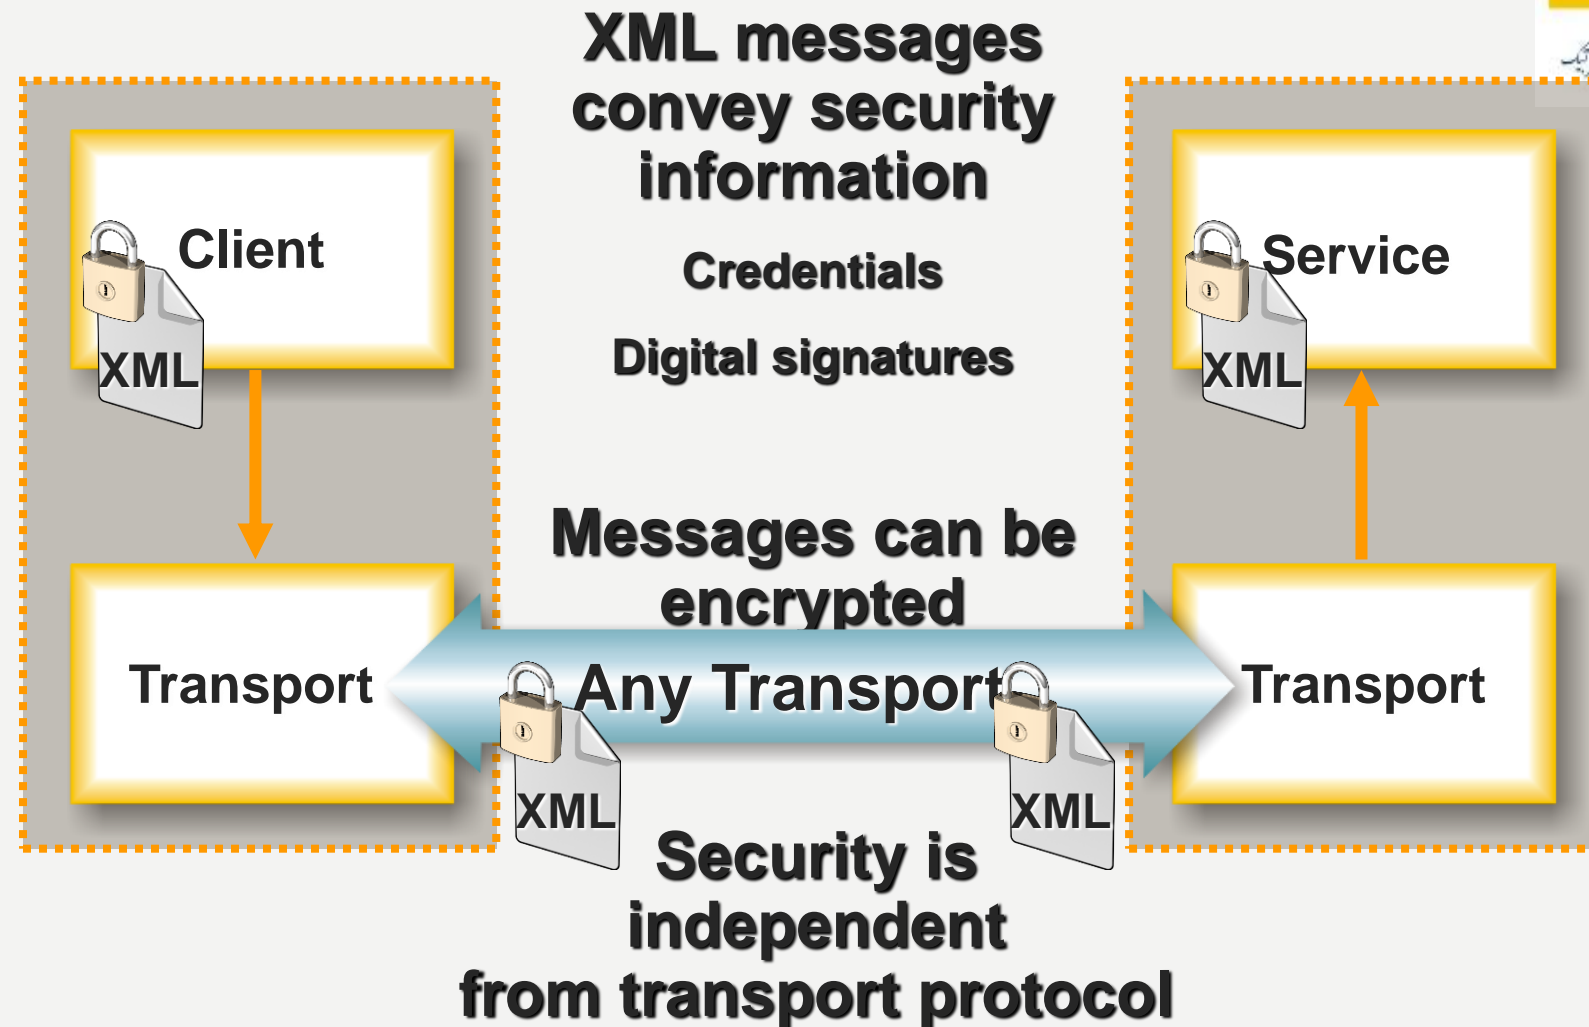 XML messages
convey security
information
Credentials
Digital signatures
Client
XML
Service
XML
Messages can be
encrypted
Transport
Any Transport
Transport
XML
XML
Security is
independent
from transport protocol